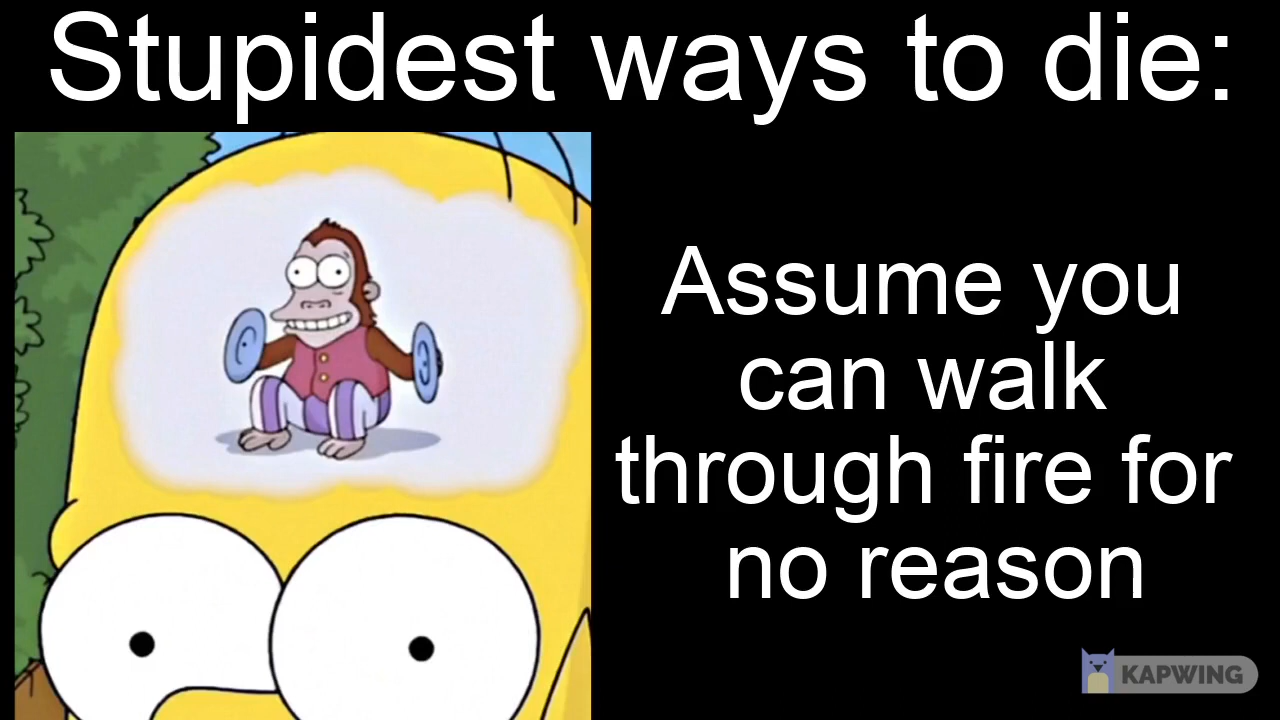 Stupidest ways to die:
Assume you
can walk
through fire for
no reason
KAPWING